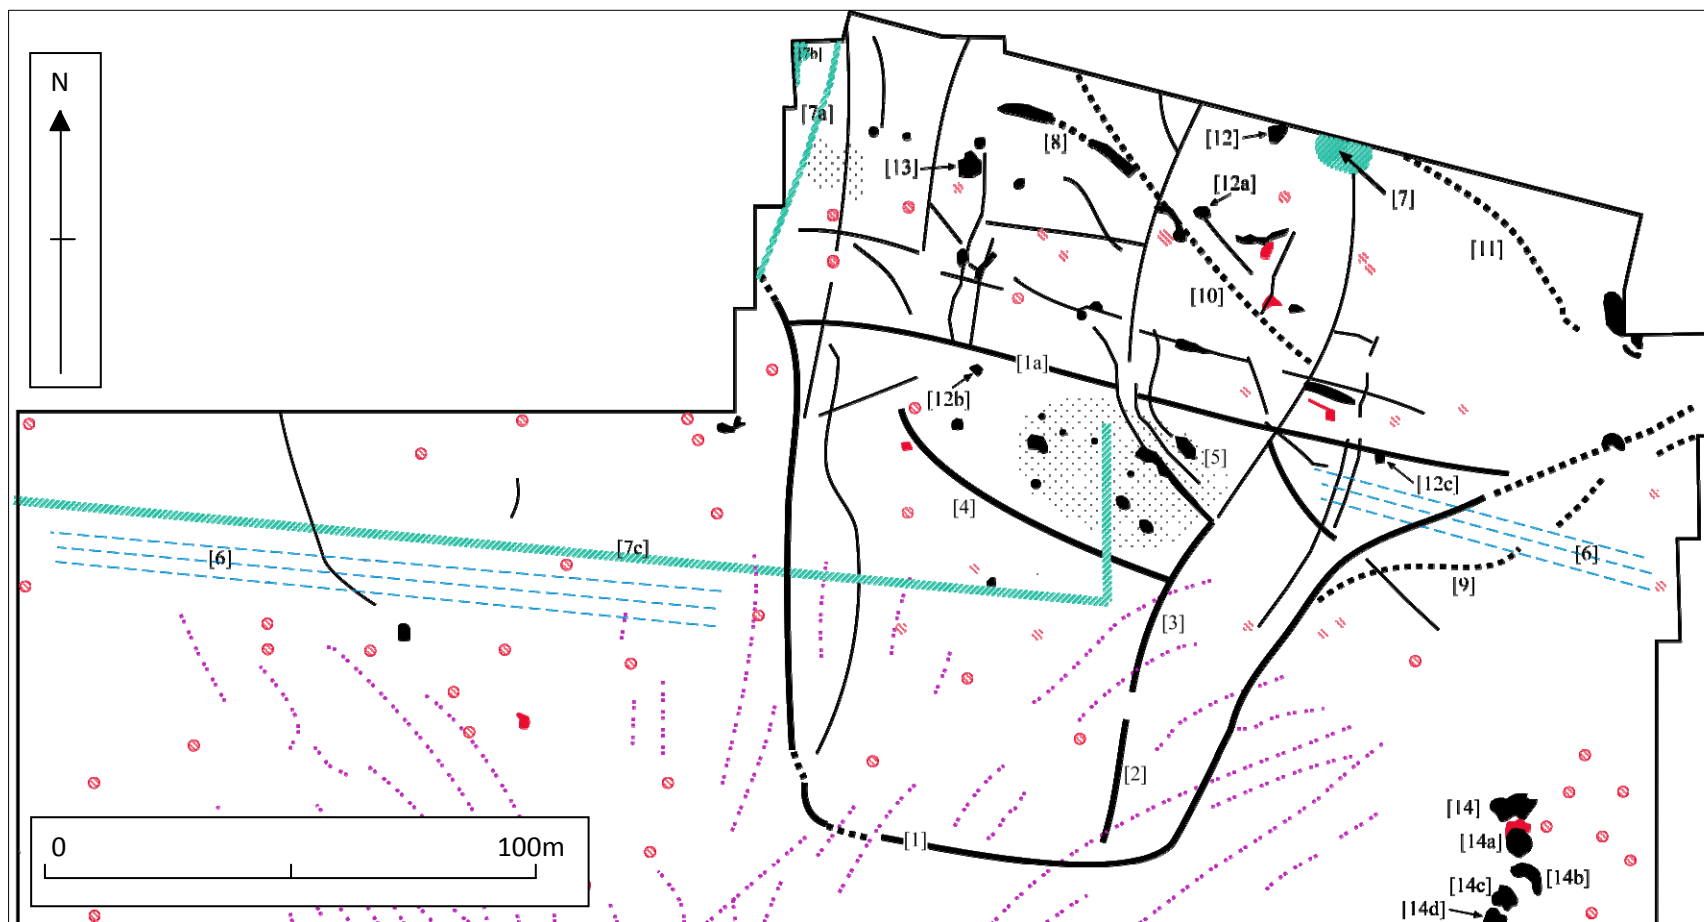 [7b]
N
[7a]
[8]
[12]
[13]
[12a]
[7]
[11]
[10]
[1a]
[12b]
[5]
[12c]
[4]
[7c]
[6]
[6]
[9]
[3]
[2]
[14]
0 100m
[1]
[14a]
[14b]
[14c]
[14d]